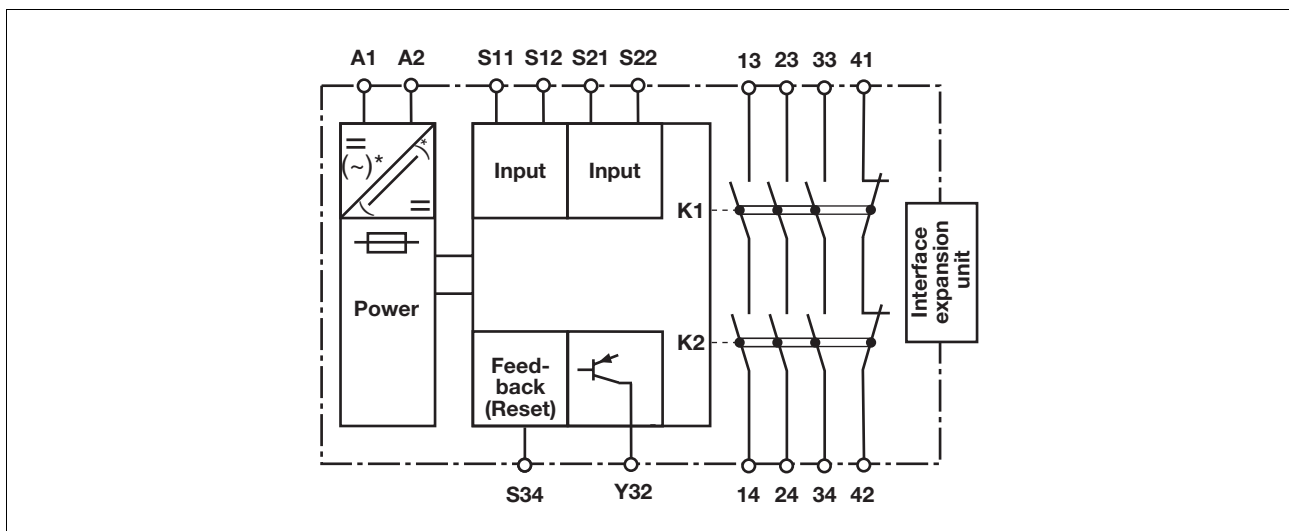 A1 A2 S11 S12 S21 S22 13 23 33 41
=
(~)*
( )*
=
Input Input
K1
Power
K2
Feed-
back
(Reset)
Interface
expansion
unit
S34 Y32 14 24 34 42